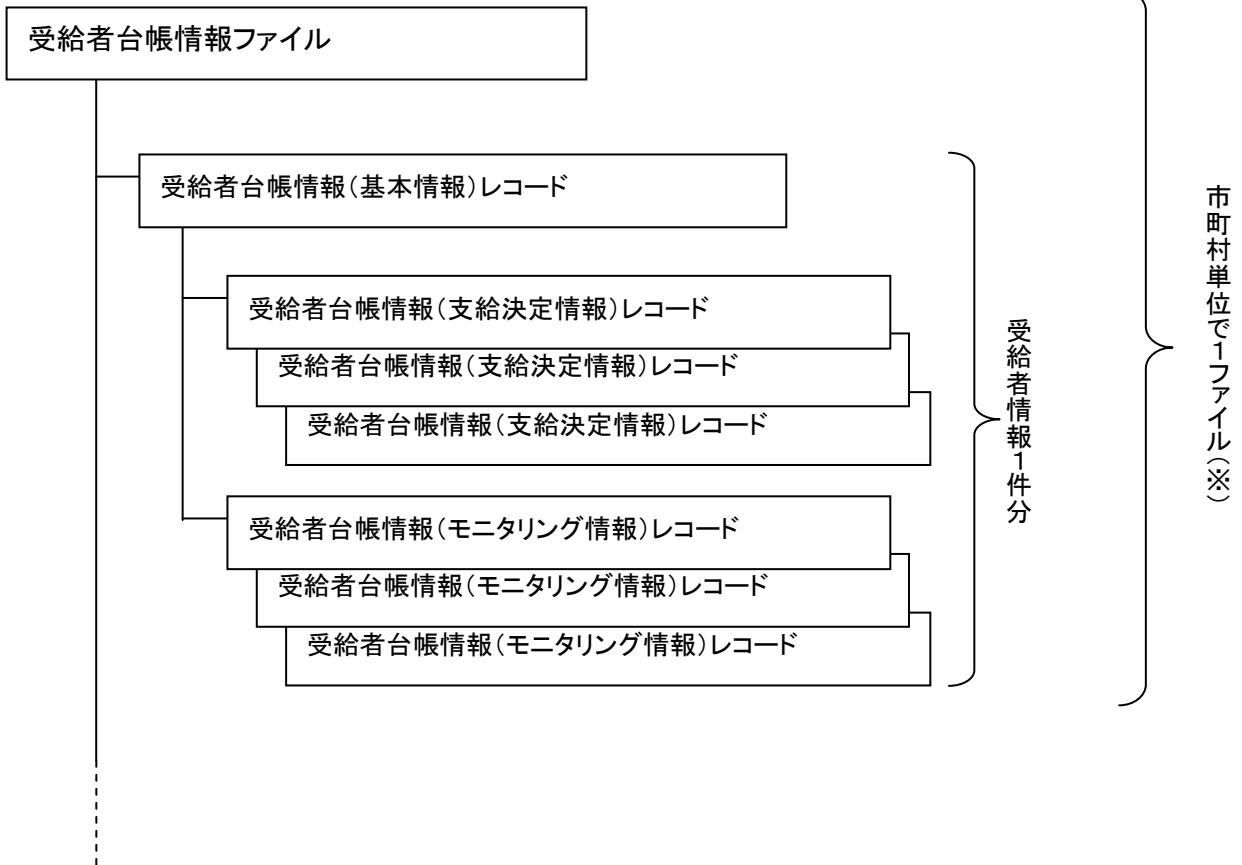 受給者台帳情報ファイル
受給者台帳情報(基本情報)レコード
受給者台帳情報(支給決定情報)レコード
受給者台帳情報(支給決定情報)レコード
受給者台帳情報(支給決定情報)レコード
受給者台帳情報(モニタリング情報)レコード
受給者台帳情報(モニタリング情報)レコード
受給者台帳情報(モニタリング情報)レコード
受給者情報1件分
市町村単位で1ファイル(※)